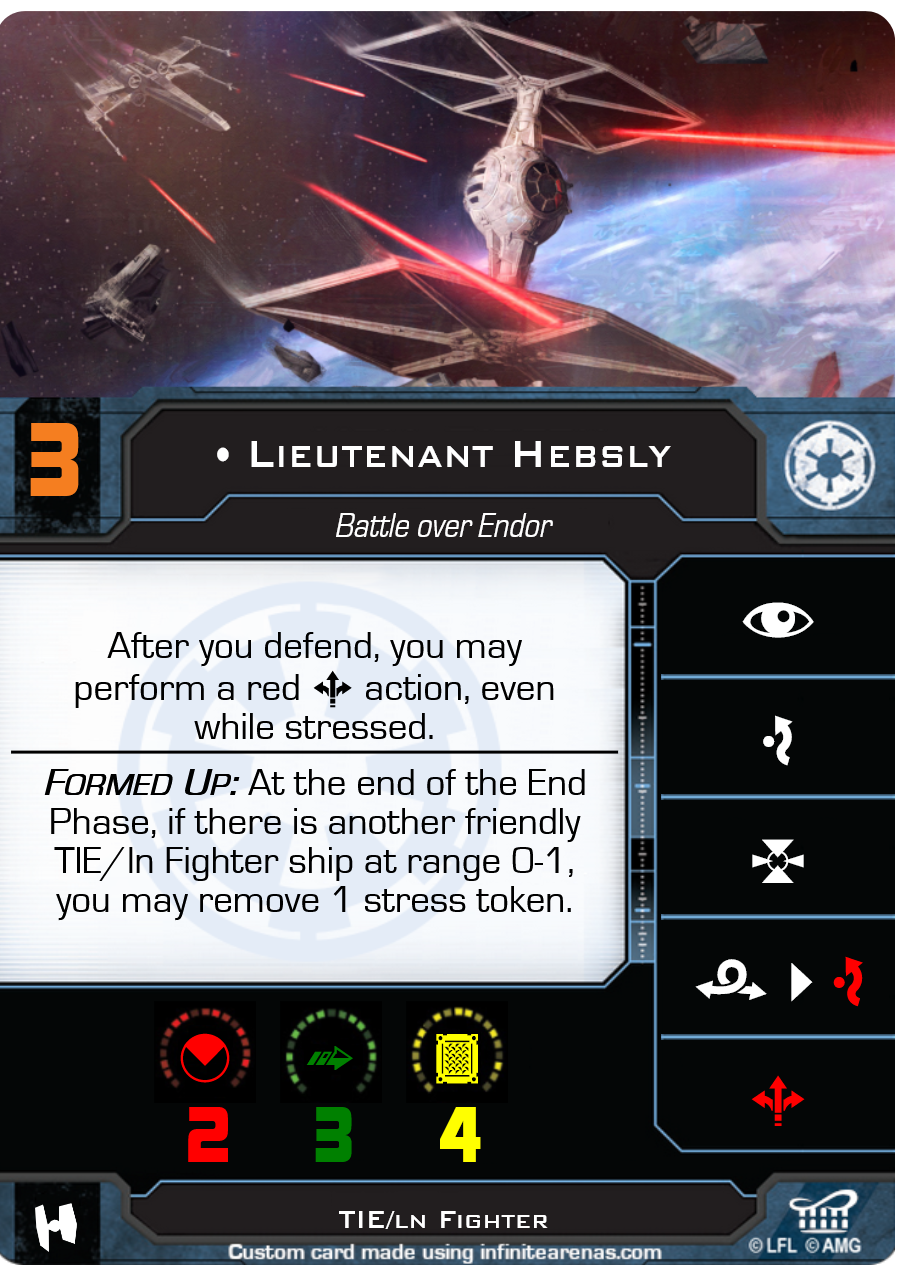 3
• Lieutenant Hebsly
Battle over Endor
After you defend, you may
perform a red action, even
while stressed.
Formed Up: At the end of the End
Phase, if there is another friendly
TIE/ln Fighter ship at range 0-1,
you may remove 1 stress token.
2 3 4
TIE/ln Fighter
© LFL © AMG
Custom card made using infinitearenas.com